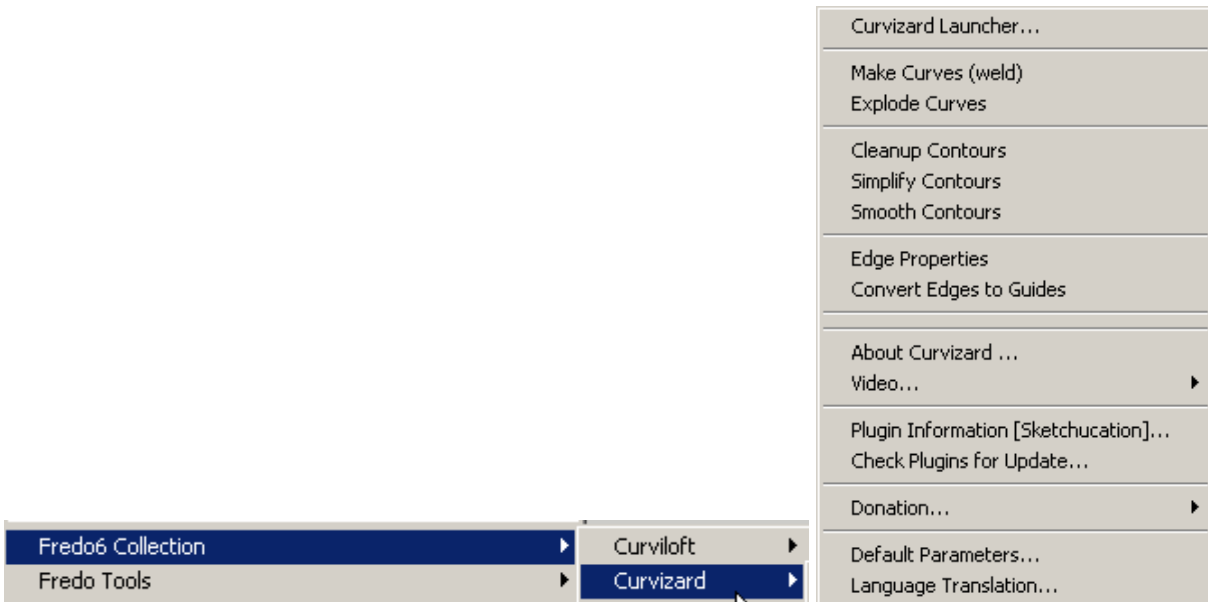 Fredo6 Collection
Fredo Tools
Curviloft
Curvizard
Curvizard Launcher...
Make Curves (weld)
Explode Curves
Cleanup Contours
Simplify Contours
Smooth Contours
Edge Properties
Convert Edges to Guides
About Curvizard ...
Video...
Plugin Information [Sketchucation]...
Check Plugins for Update...
Donation...
Default Parameters...
Language Translation...